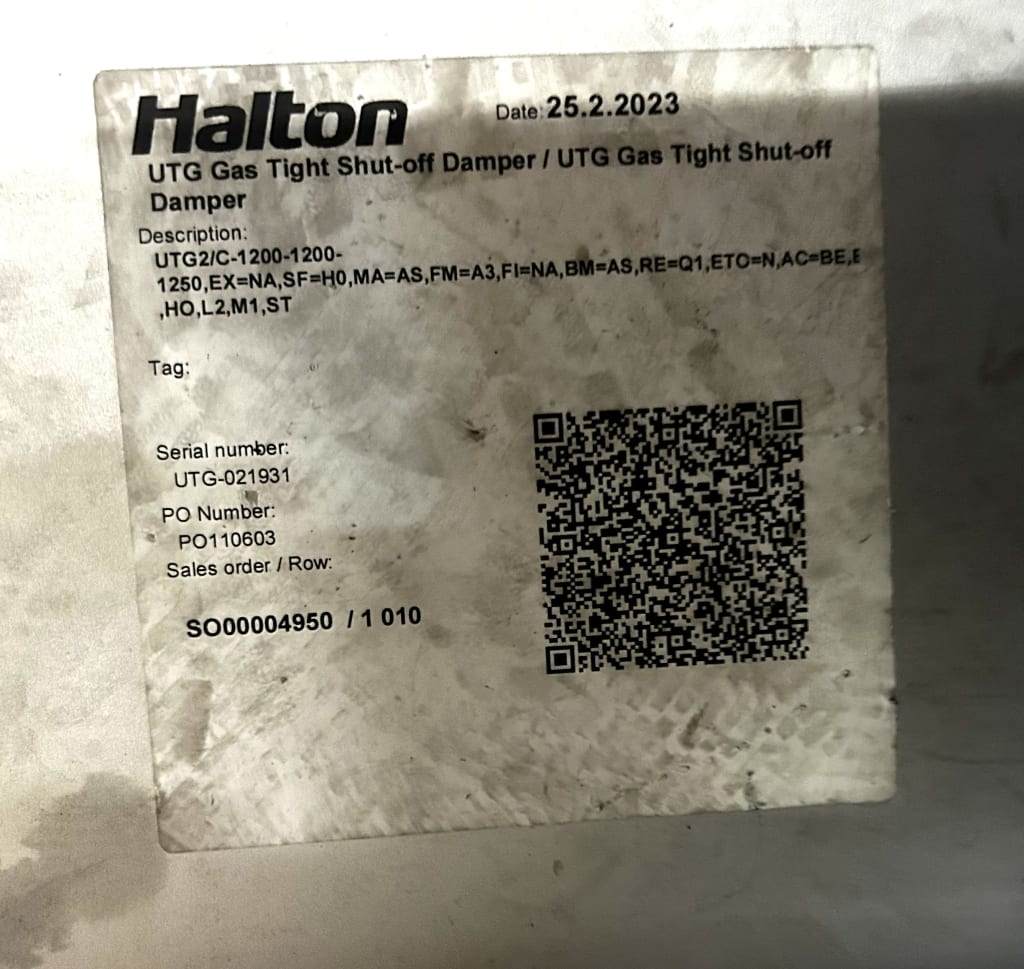 Halton
Date: 25.2.2023
UTG Gas Tight Shut-off Damper / UTG Gas Tight Shut-off
Damper
Description:
UTG2/C-1200-1200-
1250,EX=NA,SF=H0,MA=AS,FM=A3,FI=NA,BM=AS,RE=Q1,ETO=N,AC=BE,E
,HO,L2,M1,ST
Tag:
Serial number:
UTG-021931
PO Number:
PO110603
Sales order / Row:
SO00004950 / 1 010